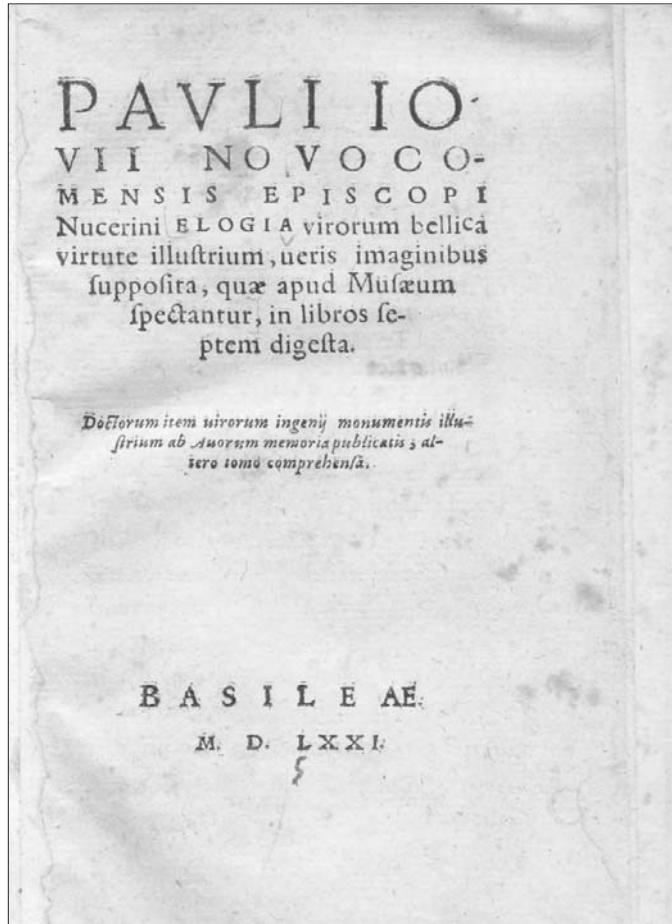 PAVLI IO-
VII NOVOCO-
MENSIS EPISCOPI
Nucerini ELOGIA virorum bellica
virtute illuſtrium, ueris imaginibus
ſuppoſita, quæ apud Muſæum
ſpectantur, in libros ſe-
ptem digeſta.
Doctorum item uirorum ingenij monumentis illu-
ſtrium ab Auorum memoria publicatis, al-
tero tomo comprehenſa.
BASILEAE.
M. D. LXXI.